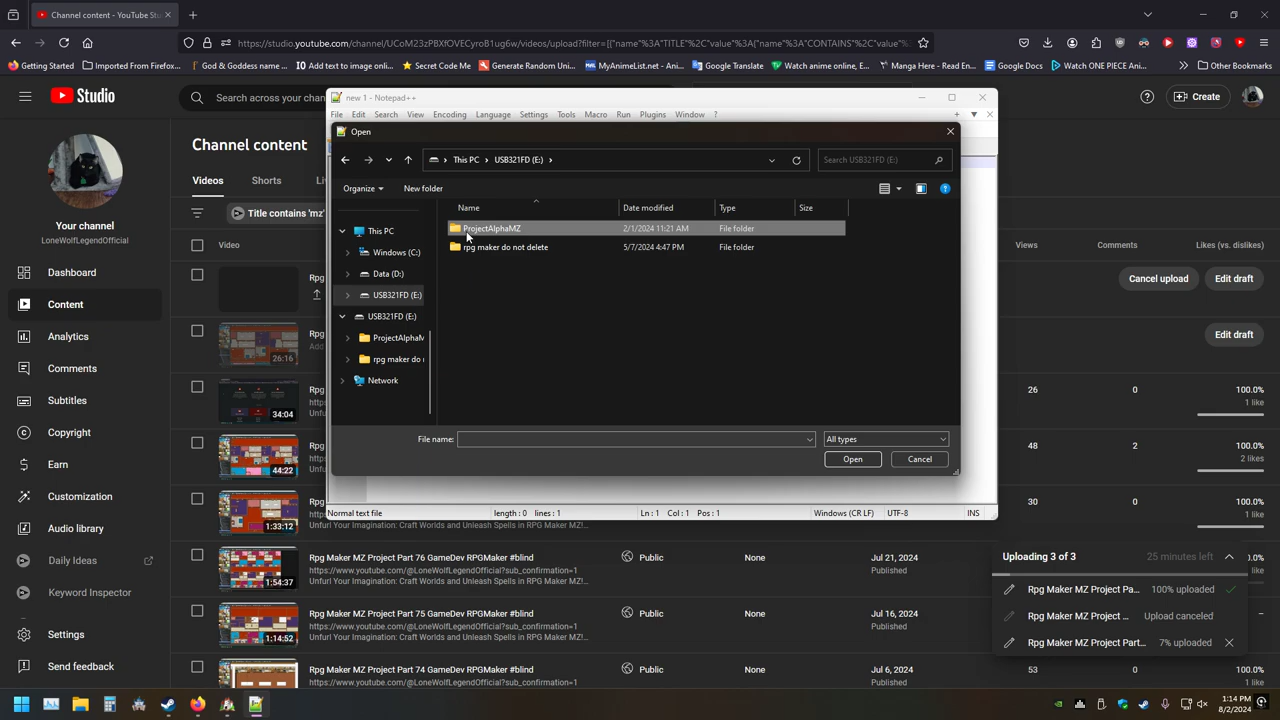 Channel content - YouTube Stu
https://studio.youtube.com/channel/UCoM23zPBXfOVECyroB1ug6w/videos/upload?filter=[{"name"%3A"TITLE"%2C"value"%3A{"name"%3A"CONTAINS"%2C"value"%
Getting Started
Imported From Firefox...
God & Goddess name ...
Add text to image onli...
Secret Code Me
Generate Random Uni...
MyAnimeList.net - Ani...
Google Translate
Watch anime online, E...
Manga Here - Read M...
Google Docs
Watch ONE PIECE Ani...
Other Bookmarks
Studio
Search across your chan
Create
Your channel
LoneWolfLegendOfficial
Dashboard
Content
Analytics
Comments
Subtitles
Copyright
Earn
Customization
Audio library
Daily Ideas
Keyword Inspector
Settings
Send feedback
Channel content
Videos
Shorts
Li
Title contains 'mz'
Video
Views
Comments
Likes (vs. dislikes)
Rpg
Cancel upload
Edit draft
26:16
Rpg
Add
Edit draft
34:04
Rpg
http
Unfu
26
0
100.0%
1 like
44:22
Rpg
http
Unfu
48
2
100.0%
2 likes
1:33:12
Rpg
http
Unfurl Your Imagination: Craft Worlds and Unleash Spells in RPG Maker MZ!...
30
0
100.0%
1 like
1:54:37
Rpg Maker MZ Project Part 76 GameDev RPGMaker #blind
https://www.youtube.com/@LoneWolfLegendOfficial?sub_confirmation=1
Unfurl Your Imagination: Craft Worlds and Unleash Spells in RPG Maker MZ!...
Public
None
Jul 21, 2024
Published
1:14:52
Rpg Maker MZ Project Part 75 GameDev RPGMaker #blind
https://www.youtube.com/@LoneWolfLegendOfficial?sub_confirmation=1
Unfurl Your Imagination: Craft Worlds and Unleash Spells in RPG Maker MZ!...
Public
None
Jul 16, 2024
Published
Rpg Maker MZ Project Part 74 GameDev RPGMaker #blind
https://www.youtube.com/@LoneWolfLegendOfficial?sub_confirmation=1
Public
None
Jul 6, 2024
Published
53
0
100.0%
new 1 - Notepad++
File Edit Search View Encoding Language Settings Tools Macro Run Plugins Window ?
Open
This PC > USB321FD (E:) >
Search USB321FD (E:)
Organize
New folder
Name
Date modified
Type
Size
ProjectAlphaMZ
2/1/2024 11:21 AM
File folder
rpg maker do not delete
5/7/2024 4:47 PM
File folder
This PC
Windows (C:)
Data (D:)
USB321FD (E:)
USB321FD (E:)
ProjectAlphaM
rpg maker do
Network
File name:
All types
Open
Cancel
Normal text file
length : 0 lines : 1
Ln : 1 Col : 1 Pos : 1
Windows (CR LF)
UTF-8
INS
Uploading 3 of 3
25 minutes left
Rpg Maker MZ Project Pa...
100% uploaded
Rpg Maker MZ Project ...
Upload canceled
Rpg Maker MZ Project Part...
7% uploaded
1:14 PM
8/2/2024